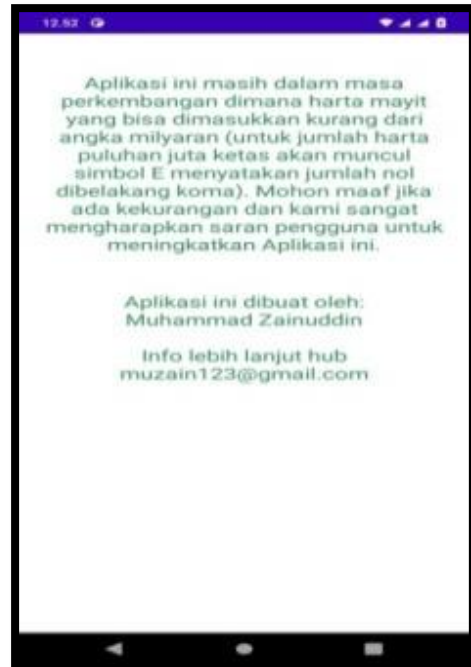 12.52
Aplikasi ini masih dalam masa
perkembangan dimana harta mayit
yang bisa dimasukkan kurang dari
angka milyaran (untuk jumlah harta
puluhan juta ketas akan muncul
simbol E menyatakan jumlah nol
dibelakang koma). Mohon maaf jika
ada kekurangan dan kami sangat
mengharapkan saran pengguna untuk
meningkatkan Aplikasi ini.
Aplikasi ini dibuat oleh:
Muhammad Zainuddin
Info lebih lanjut hub
muzain123@gmail.com